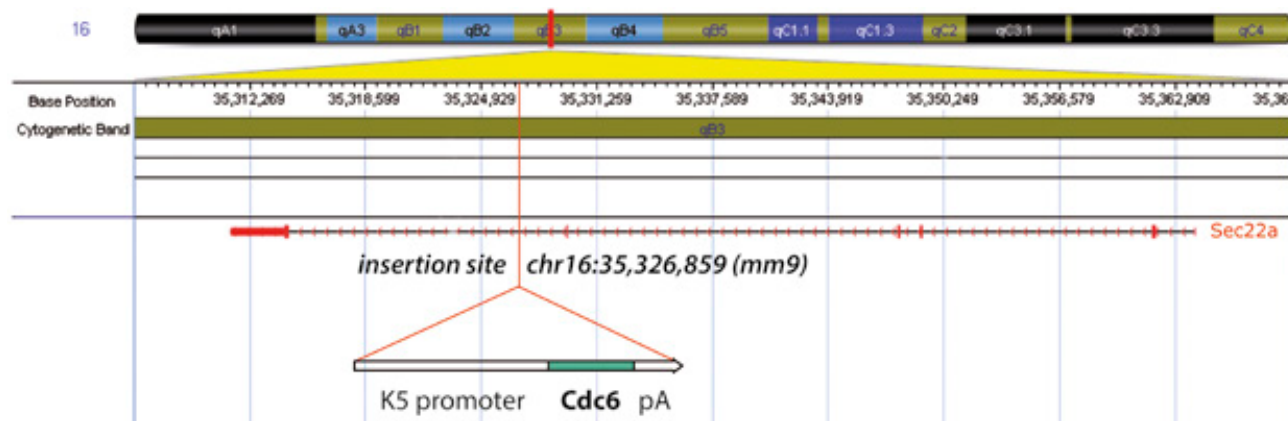 16 qA1 qA3 qB1 qB2 qB3 qB4 qB5 qC1.1 qC1.3 qC2 qC3.1 qC3.3 qC4
Base Position 35,312,269 35,318,599 35,324,929 35,331,259 35,337,589 35,343,919 35,350,249 35,356,579 35,362,909 35,36
Cytogenetic Band qB3
Sec22a
insertion site chr16:35,326,859 (mm9)
K5 promoter Cdc6 pA